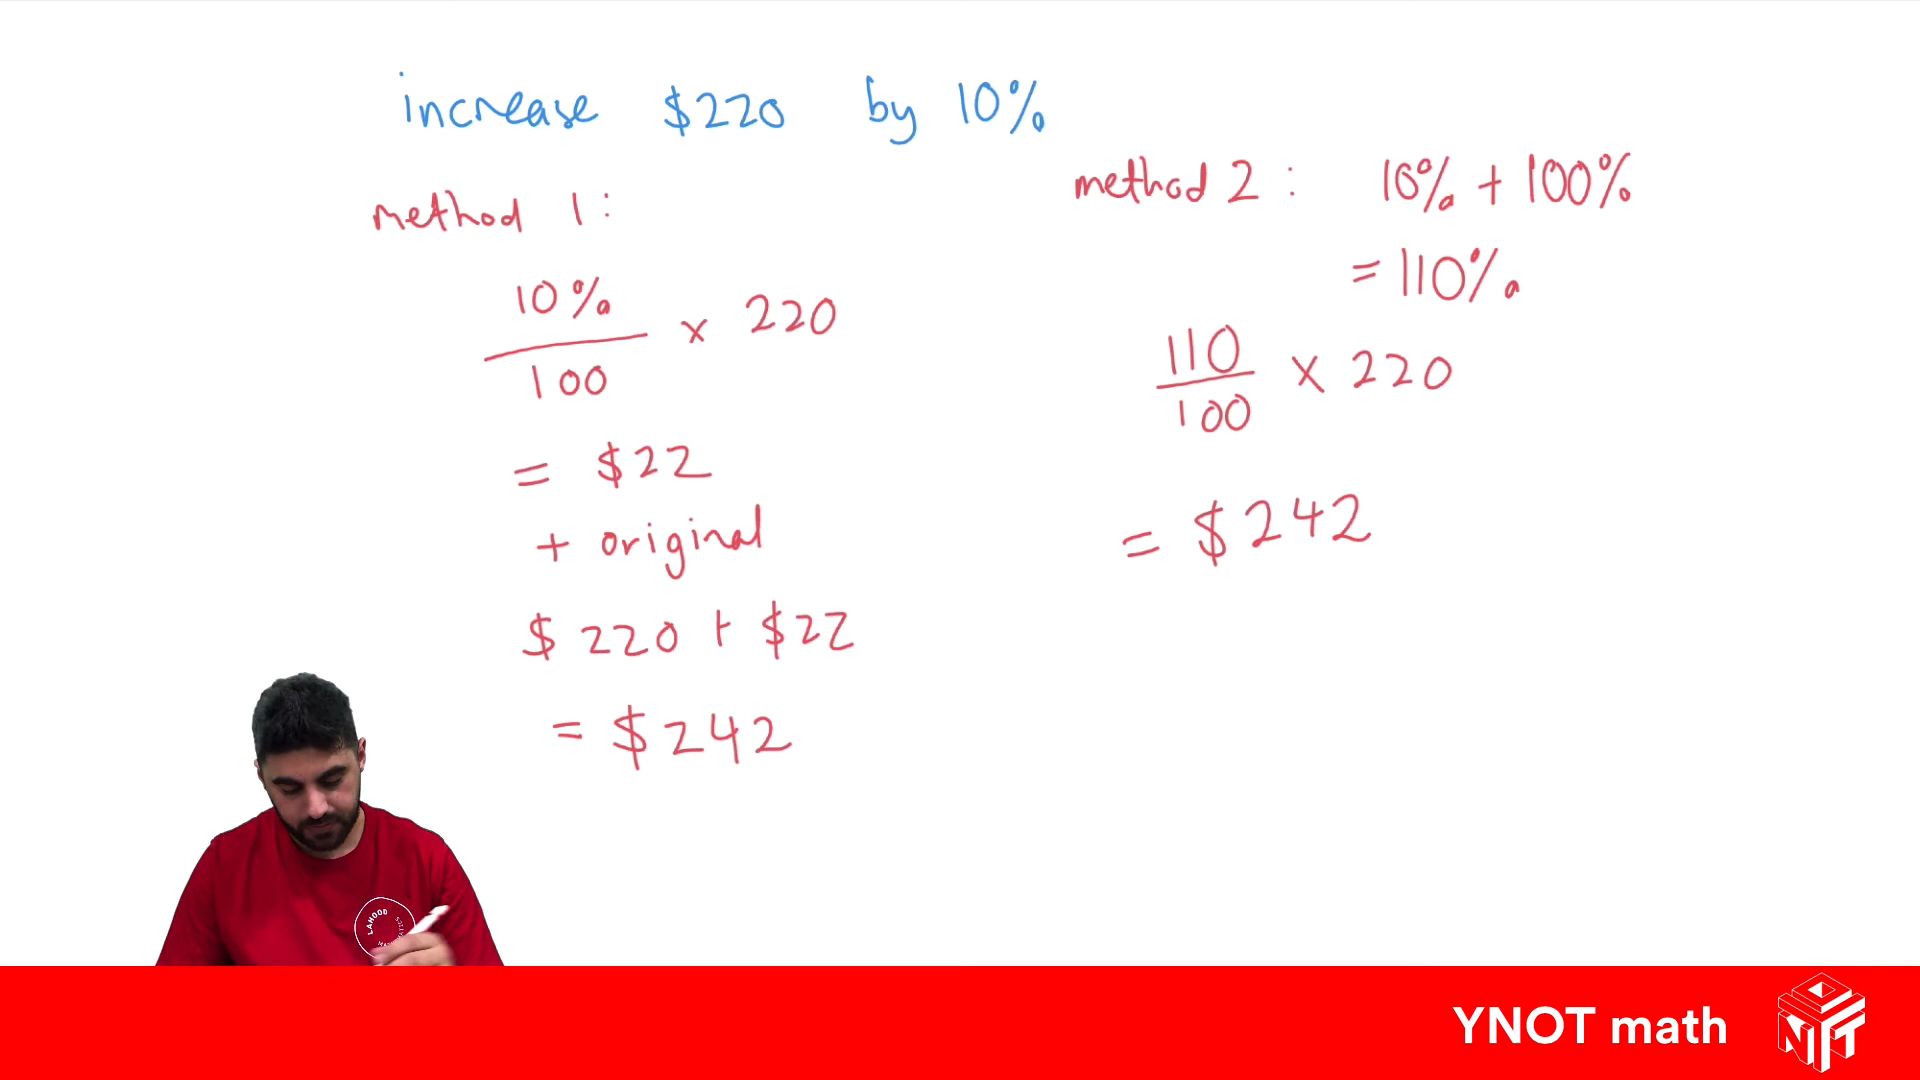 increase $220 by 10%
method 1:
10%
100
x 220
= $22
+ original
$220 + $22
= $242
method 2: 10% + 100%
= 110%
110
100
x 220
= $242
LAHOOD
YNOT math